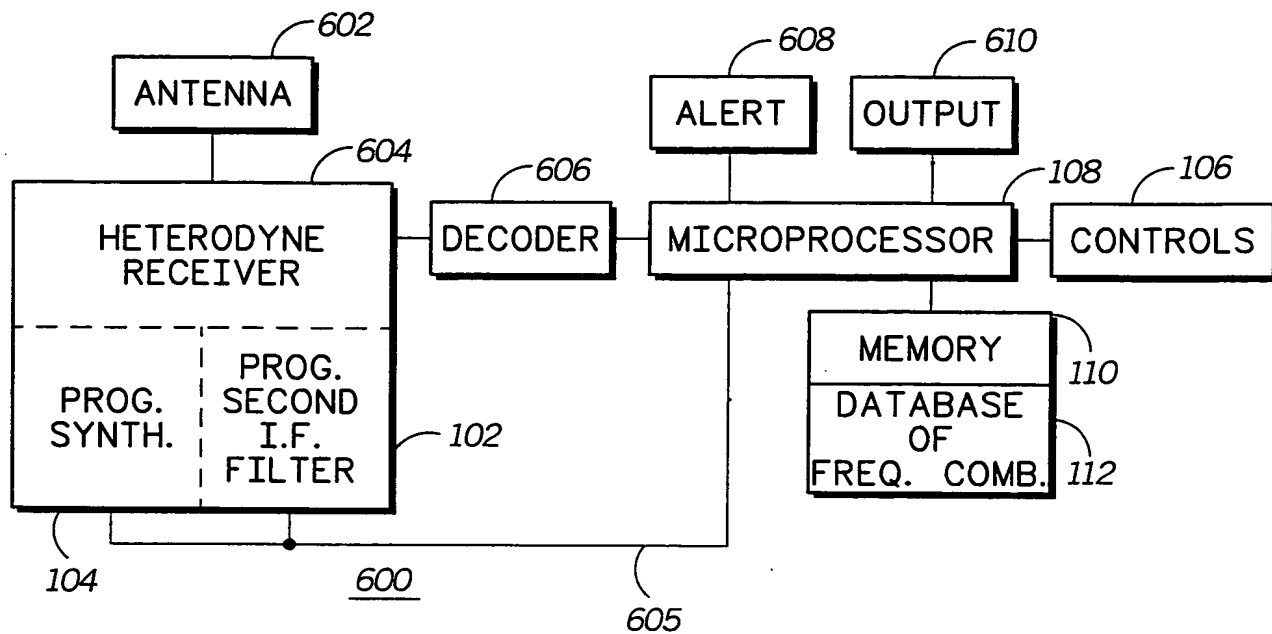 602
ANTENNA
608
ALERT
610
OUTPUT
604
HETERODYNE
RECEIVER
606
DECODER
108
MICROPROCESSOR
106
CONTROLS
PROG.
SYNTH.
PROG.
SECOND
I.F.
FILTER
102
MEMORY
110
DATABASE
OF
FREQ. COMB.
112
104
600
605